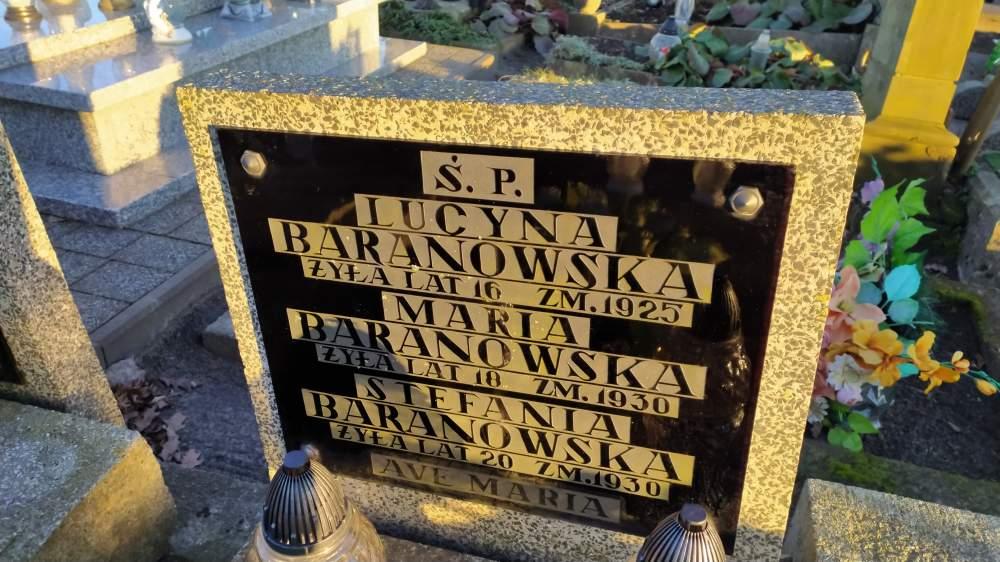 Ś. P.
LUCYNA
BARANOWSKA
ŻYŁA LAT 16 ZM. 1925
MARIA
BARANOWSKA
ŻYŁA LAT 18 ZM. 1930
STEFANIA
BARANOWSKA
ŻYŁA LAT 20 ZM. 1930
AVE MARIA